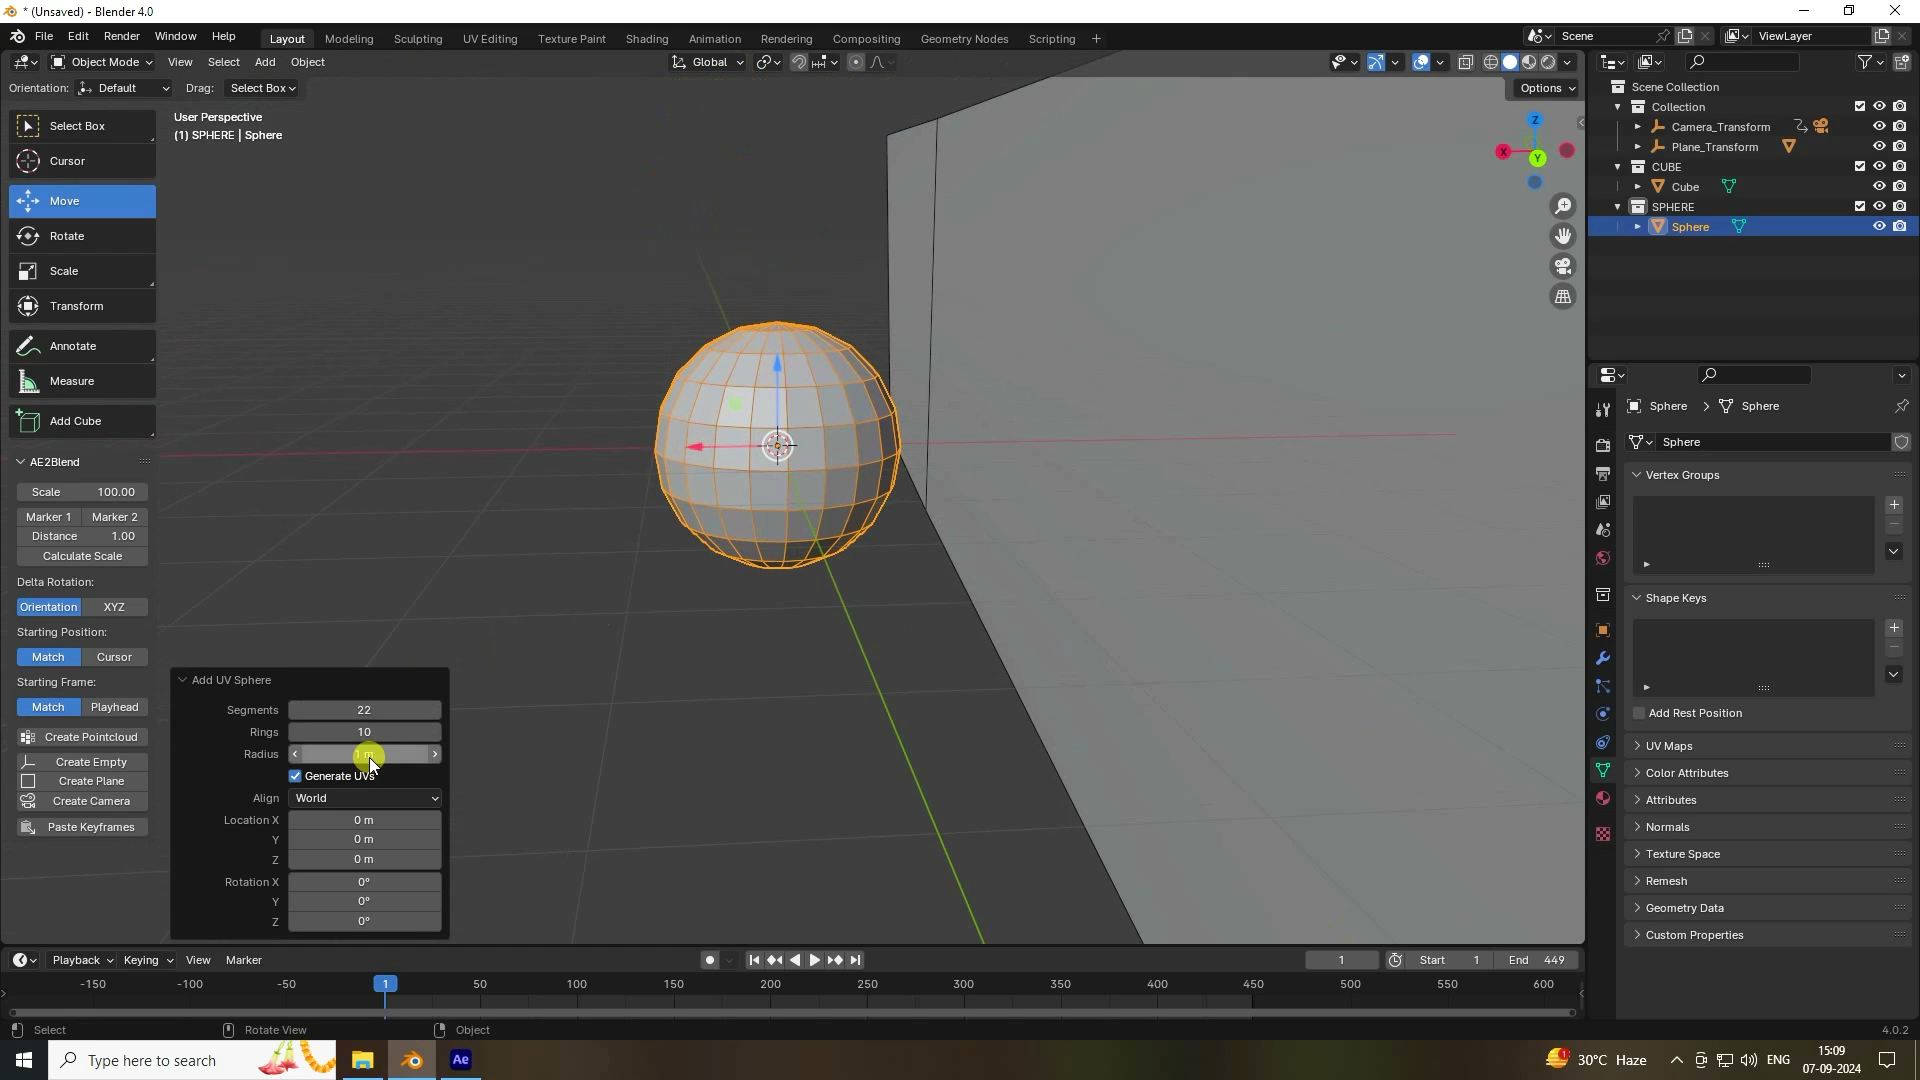 * (Unsaved) - Blender 4.0
File Edit Render Window Help
Layout Modeling Sculpting UV Editing Texture Paint Shading Animation Rendering Compositing Geometry Nodes Scripting +
Scene
ViewLayer
Object Mode View Select Add Object
Global
Orientation: Default Drag: Select Box
Options
User Perspective
(1) SPHERE | Sphere
Select Box
Cursor
Move
Rotate
Scale
Transform
Annotate
Measure
Add Cube
AE2Blend
Scale 100.00
Marker 1 Marker 2
Distance 1.00
Calculate Scale
Delta Rotation:
Orientation XYZ
Starting Position:
Match Cursor
Starting Frame:
Match Playhead
Create Pointcloud
Create Empty
Create Plane
Create Camera
Paste Keyframes
Add UV Sphere
Segments 22
Rings 10
Radius 1 m
Generate UVs
Align World
Location X 0 m
Y 0 m
Z 0 m
Rotation X 0°
Y 0°
Z 0°
Z
X
Y
Scene Collection
Collection
Camera_Transform
Plane_Transform
CUBE
Cube
SPHERE
Sphere
Sphere > Sphere
Sphere
Vertex Groups
Shape Keys
Add Rest Position
UV Maps
Color Attributes
Attributes
Normals
Texture Space
Remesh
Geometry Data
Custom Properties
Playback Keying View Marker
1 Start 1 End 449
-150 -100 -50 1 50 100 150 200 250 300 350 400 450 500 550 600
Select Rotate View Object
4.0.2
Type here to search
Ae
1
30°C Haze
ENG
15:09
07-09-2024